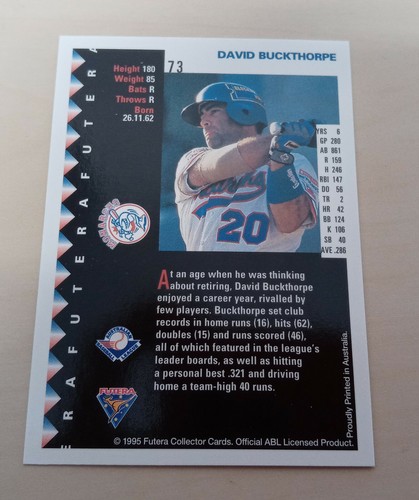 DAVID BUCKTHORPE
73
Height 180
Weight 85
Bats R
Throws R
Born
26.11.62
YRS 6
GP 280
AB 861
R 159
H 246
RBI 147
DO 56
TR 2
HR 42
BB 124
K 106
SB 40
AVE .286
20
MONARCHS
At an age when he was thinking
about retiring, David Buckthorpe
enjoyed a career year, rivalled by
few players. Buckthorpe set club
records in home runs (16), hits (62),
doubles (15) and runs scored (46),
all of which featured in the league's
leader boards, as well as hitting
a personal best .321 and driving
home a team-high 40 runs.
FUTERA
ERAFUTERAFUTERA
Proudly Printed in Australia.
© 1995 Futera Collector Cards. Official ABL Licensed Product.